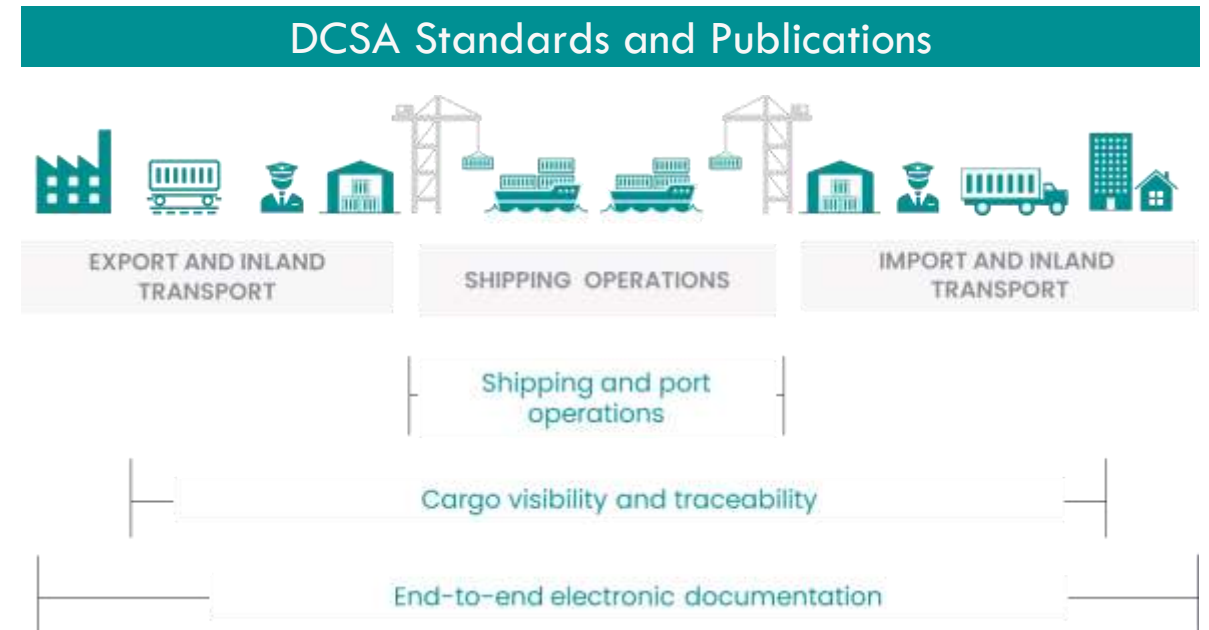 DCSA Standards and Publications
EXPORT AND INLAND
TRANSPORT
SHIPPING OPERATIONS
IMPORT AND INLAND
TRANSPORT
Shipping and port
operations
Cargo visibility and traceability
End-to-end electronic documentation